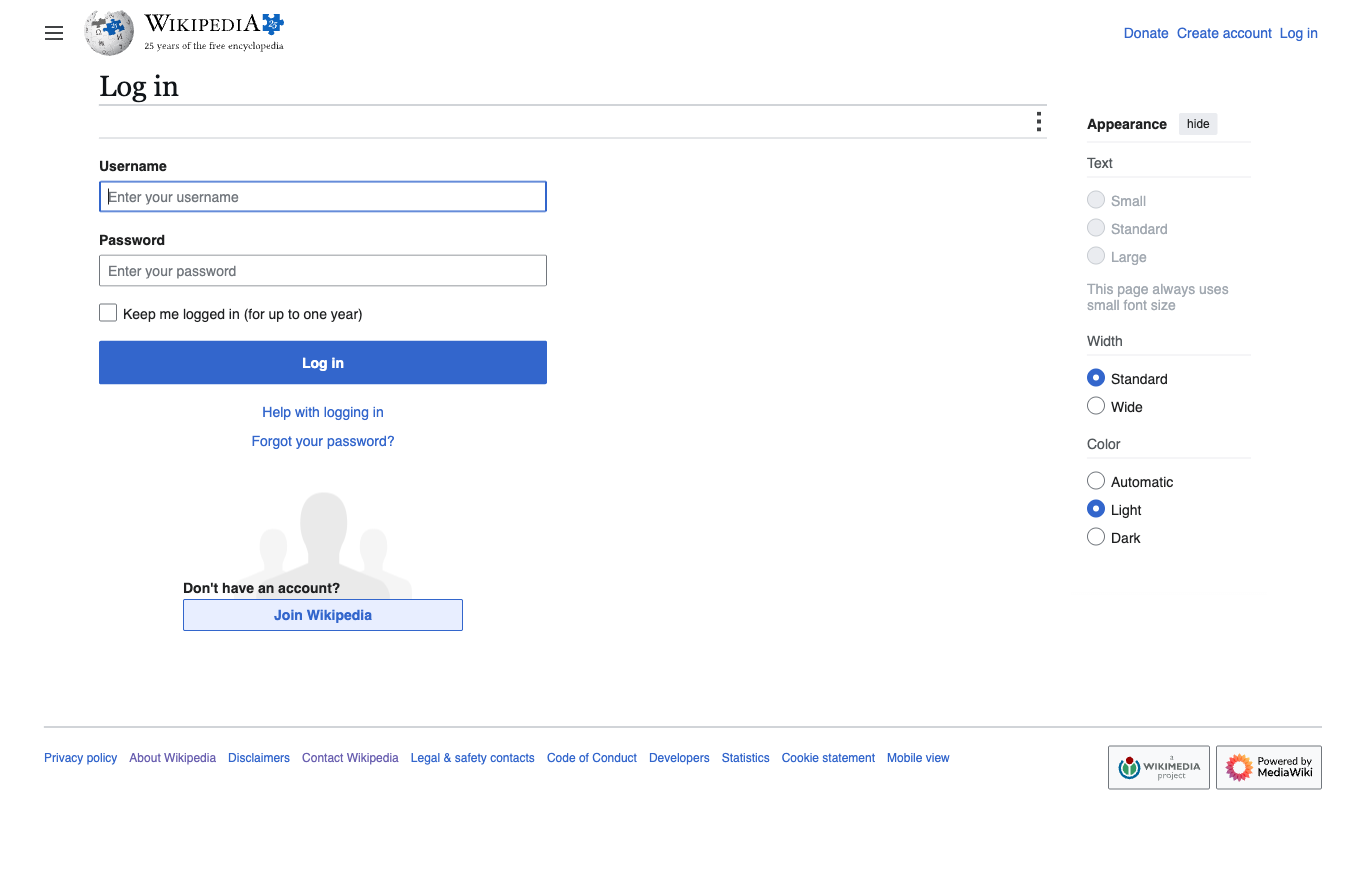 WIKIPEDIA 25
25 years of the free encyclopedia
Donate Create account Log in
Log in
Appearance hide
Username
Text
Enter your username
Small
Standard
Password
Large
Enter your password
This page always uses
small font size
Keep me logged in (for up to one year)
Width
Log in
Standard
Wide
Help with logging in
Forgot your password?
Color
Automatic
Light
Dark
Don't have an account?
Join Wikipedia
Privacy policy About Wikipedia Disclaimers Contact Wikipedia Legal & safety contacts Code of Conduct Developers Statistics Cookie statement Mobile view
a
WIKIMEDIA
project
Powered by
MediaWiki